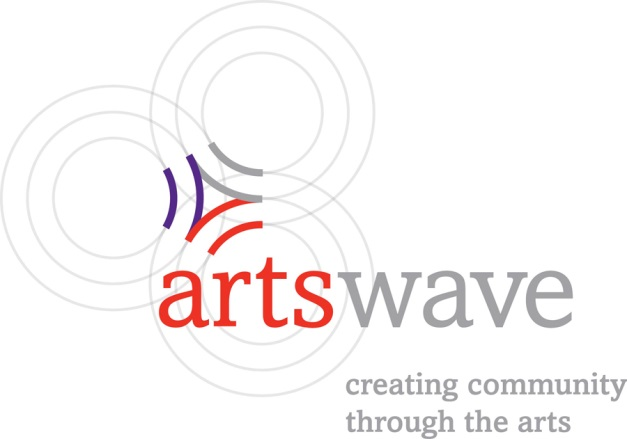 artswave
creating community
through the arts